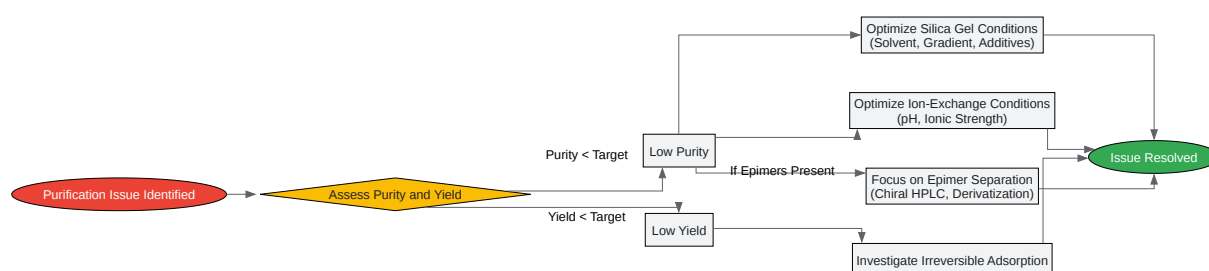 Optimize Silica Gel Conditions
(Solvent, Gradient, Additives)
Optimize Ion-Exchange Conditions
(pH, Ionic Strength)
Purity < Target
Low Purity
Issue Resolved
If Epimers Present
Focus on Epimer Separation
(Chiral HPLC, Derivatization)
Purification Issue Identified
Assess Purity and Yield
Yield < Target
Low Yield
Investigate Irreversible Adsorption